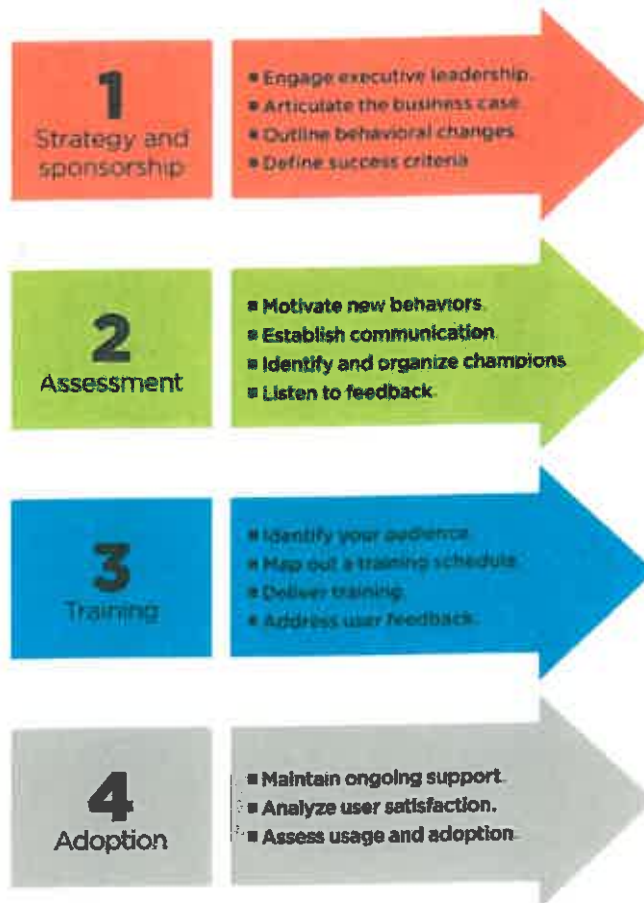 1
Strategy and
sponsorship
■ Engage executive leadership.
■ Articulate the business case.
■ Outline behavioral changes.
■ Define success criteria
2
Assessment
■ Motivate new behaviors.
■ Establish communication.
■ Identify and organize champions
■ Listen to feedback.
3
Training
■ Identify your audience.
■ Map out a training schedule.
■ Deliver training.
■ Address user feedback.
4
Adoption
■ Maintain ongoing support.
■ Analyze user satisfaction.
■ Assess usage and adoption.